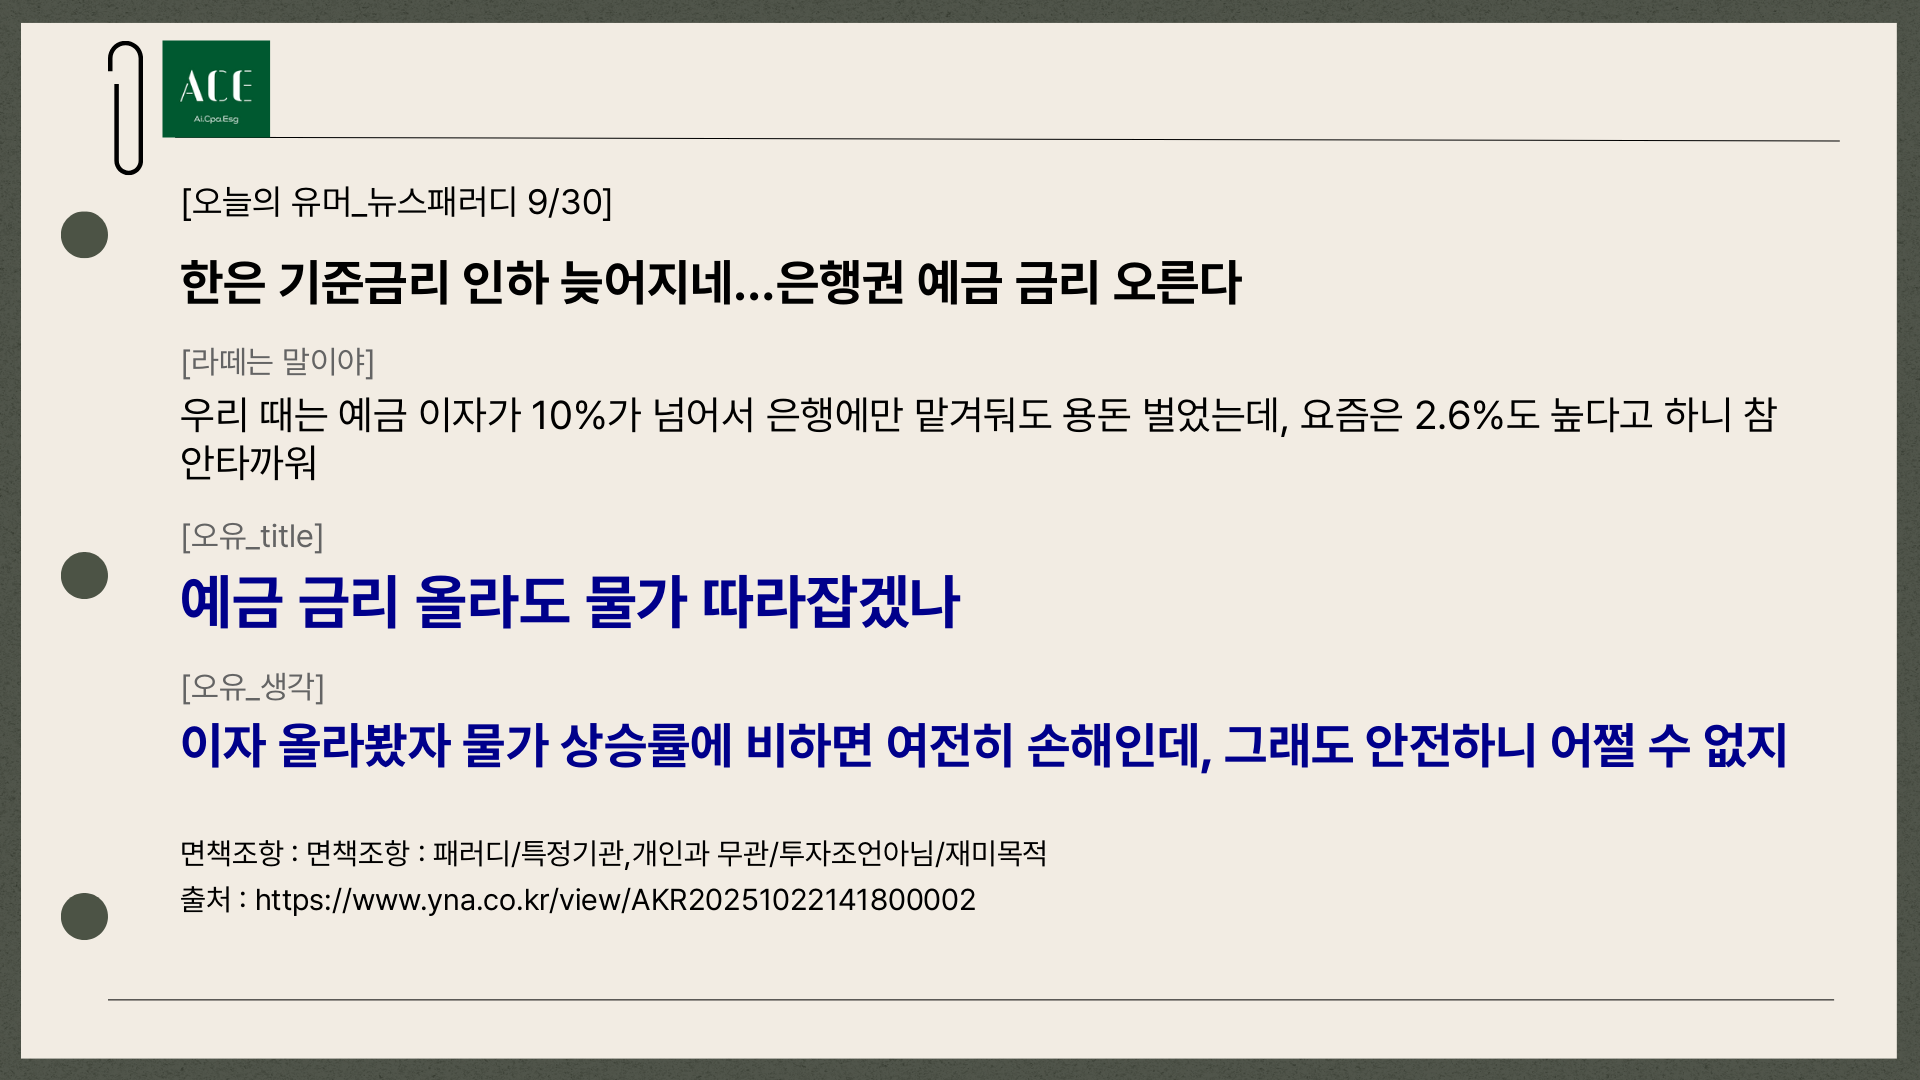 ACE
Ai.Cpa.Esg
[오늘의 유머_뉴스패러디 9/30]
한은 기준금리 인하 늦어지네…은행권 예금 금리 오른다
[라떼는 말이야]
우리 때는 예금 이자가 10%가 넘어서 은행에만 맡겨둬도 용돈 벌었는데, 요즘은 2.6%도 높다고 하니 참
안타까워
[오유_title]
예금 금리 올라도 물가 따라잡겠나
[오유_생각]
이자 올라봤자 물가 상승률에 비하면 여전히 손해인데, 그래도 안전하니 어쩔 수 없지
면책조항 : 면책조항 : 패러디/특정기관,개인과 무관/투자조언아님/재미목적
출처 : https://www.yna.co.kr/view/AKR20251022141800002